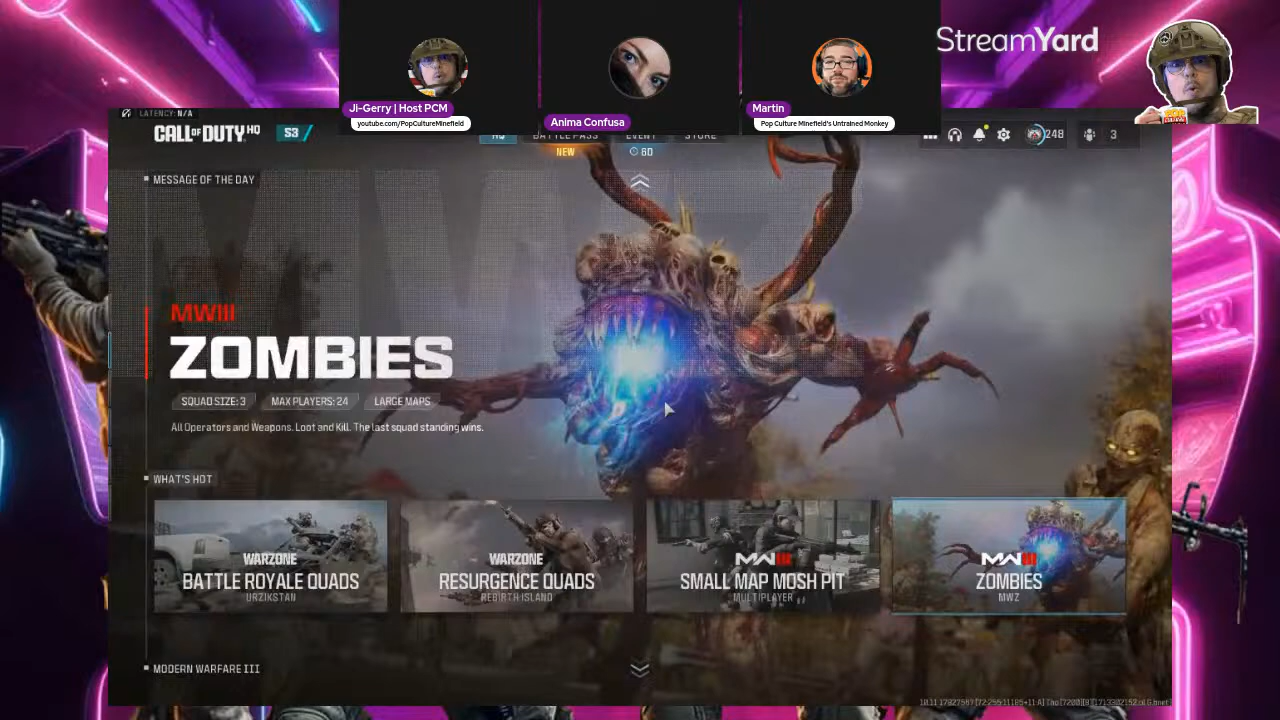 StreamYard
Ji-Gerry | Host PCM
youtube.com/PopCultureMinefield
Anima Confusa
Martin
Pop Culture Minefield's Untrained Monkey
LATENCY: N/A
CALL OF DUTY HQ
S3
HQ
BATTLE PASS
EVENT
STORE
NEW
6D
248
3
MESSAGE OF THE DAY
MWIII
ZOMBIES
SQUAD SIZE: 3
MAX PLAYERS: 24
LARGE MAPS
All Operators and Weapons. Loot and Kill. The last squad standing wins.
WHAT'S HOT
WARZONE
BATTLE ROYALE QUADS
URZIKSTAN
WARZONE
RESURGENCE QUADS
REBIRTH ISLAND
MWIII
SMALL MAP MOSH PIT
MULTIPLAYER
MWIII
ZOMBIES
MWZ
MODERN WARFARE III